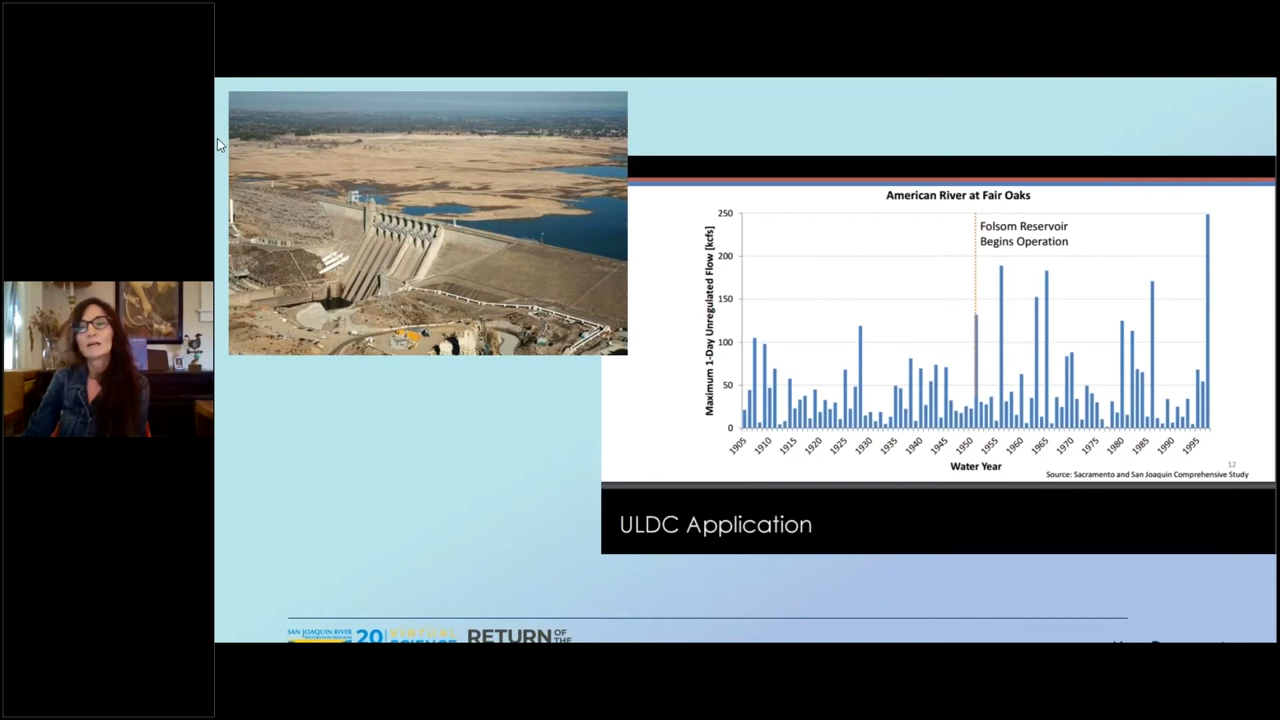 American River at Fair Oaks
Folsom Reservoir
Begins Operation
Maximum 1-Day Unregulated Flow [kcfs]
250
200
150
100
50
0
1905
1910
1915
1920
1925
1930
1935
1940
1945
1950
1955
1960
1965
1970
1975
1980
1985
1990
1995
Water Year
12
Source: Sacramento and San Joaquin Comprehensive Study
ULDC Application
SAN JOAQUIN RIVER
20 VIRTUAL
SCIENCE
RETURN OF
THE